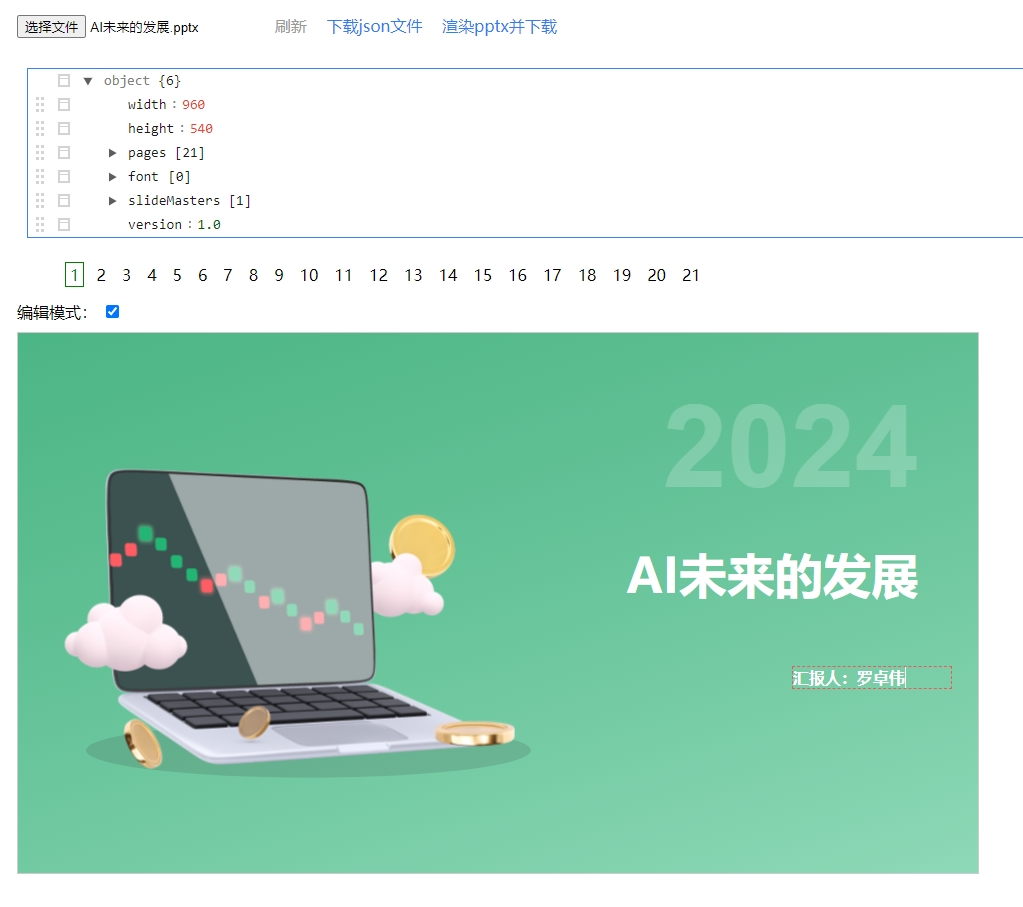 选择文件 AI未来的发展.pptx 刷新 下载json文件 渲染pptx并下载
▼ object {6}
width : 960
height : 540
► pages [21]
► font [0]
► slideMasters [1]
version : 1.0
1 2 3 4 5 6 7 8 9 10 11 12 13 14 15 16 17 18 19 20 21
编辑模式：
2024
AI未来的发展
汇报人：罗卓伟